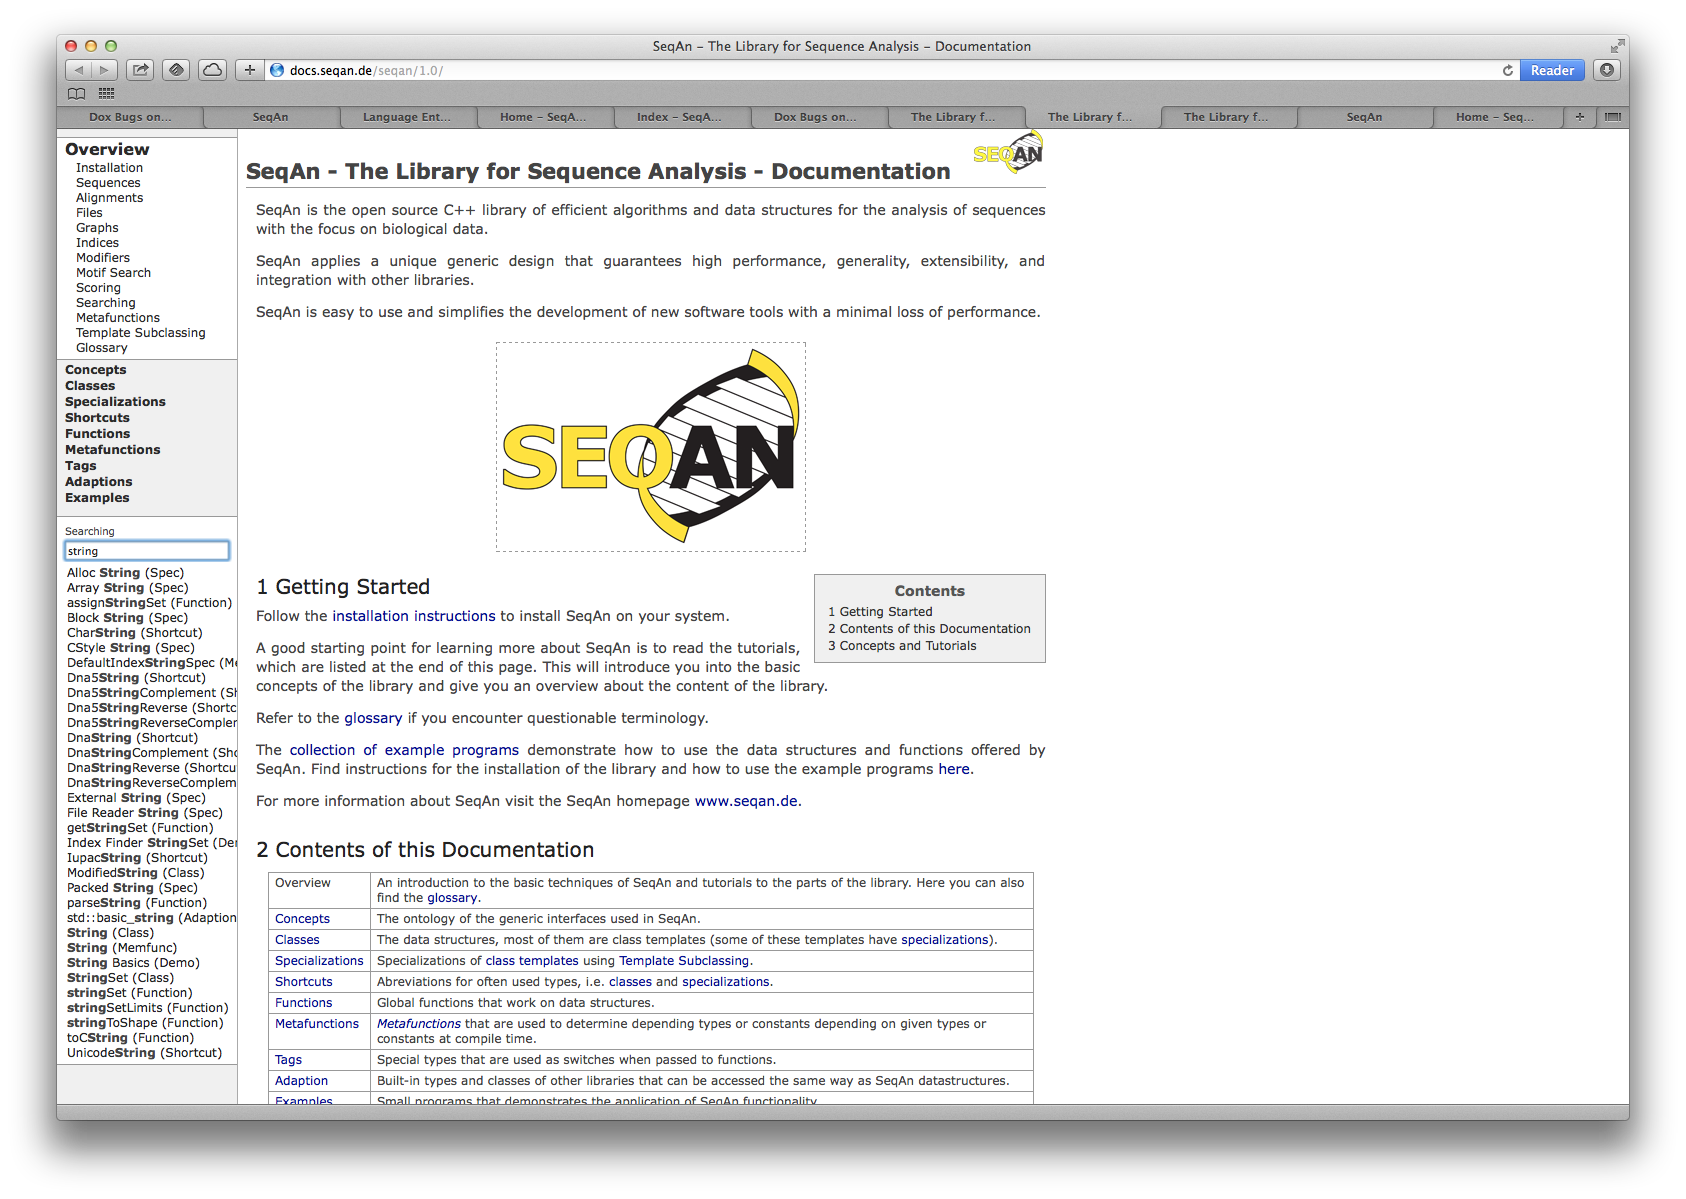 SeqAn – The Library for Sequence Analysis – Documentation
docs.seqan.de/seqan/1.0/
Reader
Dox Bugs on...
SeqAn
Language Ent...
Home – SeqA...
Index – SeqA...
Dox Bugs on...
The Library f...
The Library f...
The Library f...
SeqAn
Home – Seq...
Overview
Installation
Sequences
Alignments
Files
Graphs
Indices
Modifiers
Motif Search
Scoring
Searching
Metafunctions
Template Subclassing
Glossary
Concepts
Classes
Specializations
Shortcuts
Functions
Metafunctions
Tags
Adaptions
Examples
Searching
string
Alloc String (Spec)
Array String (Spec)
assignStringSet (Function)
Block String (Spec)
CharString (Shortcut)
CStyle String (Spec)
DefaultIndexStringSpec (Me
Dna5String (Shortcut)
Dna5StringComplement (Sh
Dna5StringReverse (Shortc
Dna5StringReverseComplem
DnaString (Shortcut)
DnaStringComplement (Sho
DnaStringReverse (Shortcu
DnaStringReverseComplem
External String (Spec)
File Reader String (Spec)
getStringSet (Function)
Index Finder StringSet (Der
IupacString (Shortcut)
ModifiedString (Class)
Packed String (Spec)
parseString (Function)
std::basic_string (Adaption
String (Class)
String (Memfunc)
String Basics (Demo)
StringSet (Class)
stringSet (Function)
stringSetLimits (Function)
stringToShape (Function)
toCString (Function)
UnicodeString (Shortcut)
SeqAn - The Library for Sequence Analysis - Documentation
SEQAN
SeqAn is the open source C++ library of efficient algorithms and data structures for the analysis of sequences
with the focus on biological data.
SeqAn applies a unique generic design that guarantees high performance, generality, extensibility, and
integration with other libraries.
SeqAn is easy to use and simplifies the development of new software tools with a minimal loss of performance.
SEQAN
1 Getting Started
Follow the installation instructions to install SeqAn on your system.
A good starting point for learning more about SeqAn is to read the tutorials,
which are listed at the end of this page. This will introduce you into the basic
concepts of the library and give you an overview about the content of the library.
Refer to the glossary if you encounter questionable terminology.
The collection of example programs demonstrate how to use the data structures and functions offered by
SeqAn. Find instructions for the installation of the library and how to use the example programs here.
For more information about SeqAn visit the SeqAn homepage www.seqan.de.
Contents
1 Getting Started
2 Contents of this Documentation
3 Concepts and Tutorials
2 Contents of this Documentation
Overview An introduction to the basic techniques of SeqAn and tutorials to the parts of the library. Here you can also
find the glossary.
Concepts The ontology of the generic interfaces used in SeqAn.
Classes The data structures, most of them are class templates (some of these templates have specializations).
Specializations Specializations of class templates using Template Subclassing.
Shortcuts Abreviations for often used types, i.e. classes and specializations.
Functions Global functions that work on data structures.
Metafunctions Metafunctions that are used to determine depending types or constants depending on given types or
constants at compile time.
Tags Special types that are used as switches when passed to functions.
Adaption Built-in types and classes of other libraries that can be accessed the same way as SeqAn datastructures.
Examples Small programs that demonstrates the application of SeqAn functionality.